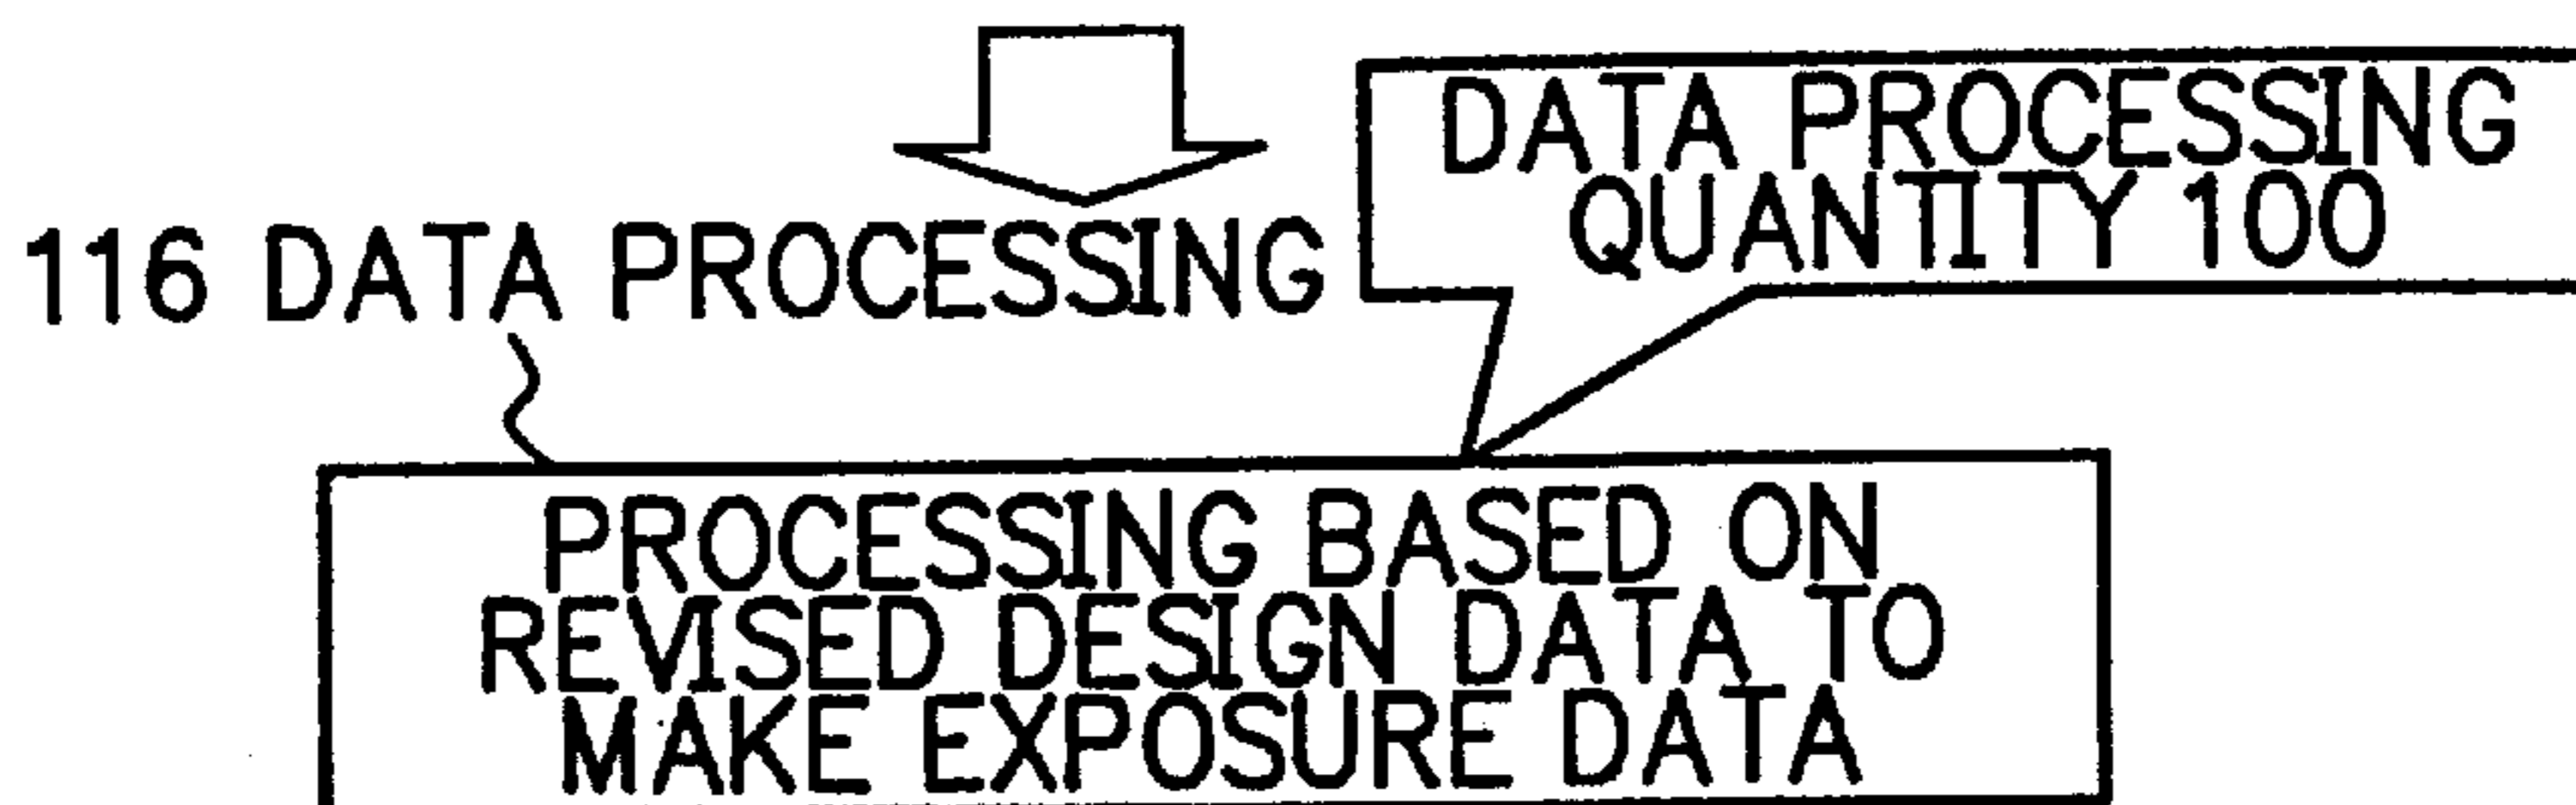 DATA PROCESSING
QUANTITY 100
116 DATA PROCESSING
PROCESSING BASED ON
REVISED DESIGN DATA TO
MAKE EXPOSURE DATA